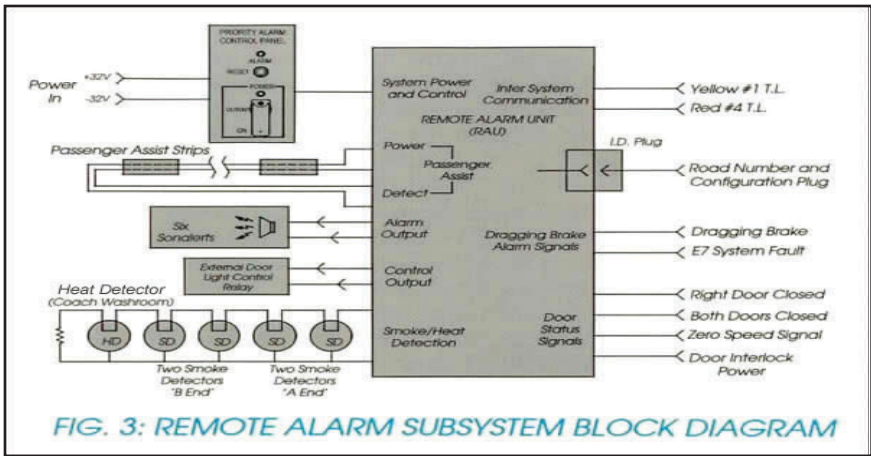 PRIORITY ALARM
CONTROL PANEL
ALARM
RESET
POWER
ON
Power
In
+32V
-32V
System Power
and Control
Inter System
Communication
Yellow #1 T.L.
Red #4 T.L.
REMOTE ALARM UNIT
(RAU)
I.D. Plug
Passenger Assist Strips
Power
Passenger
Assist
Detect
Road Number and
Configuration Plug
Six
Sonalerts
Alarm
Output
Dragging Brake
Alarm Signals
Dragging Brake
E7 System Fault
External Door
Light Control
Relay
Control
Output
Heat Detector
(Coach Washroom)
Right Door Closed
Both Doors Closed
Zero Speed Signal
Door Interlock
Power
Smoke/Heat
Detection
Door
Status
Signals
HD
SD
SD
SD
SD
Two Smoke
Detectors
"B End"
Two Smoke
Detectors
"A End"
FIG. 3: REMOTE ALARM SUBSYSTEM BLOCK DIAGRAM